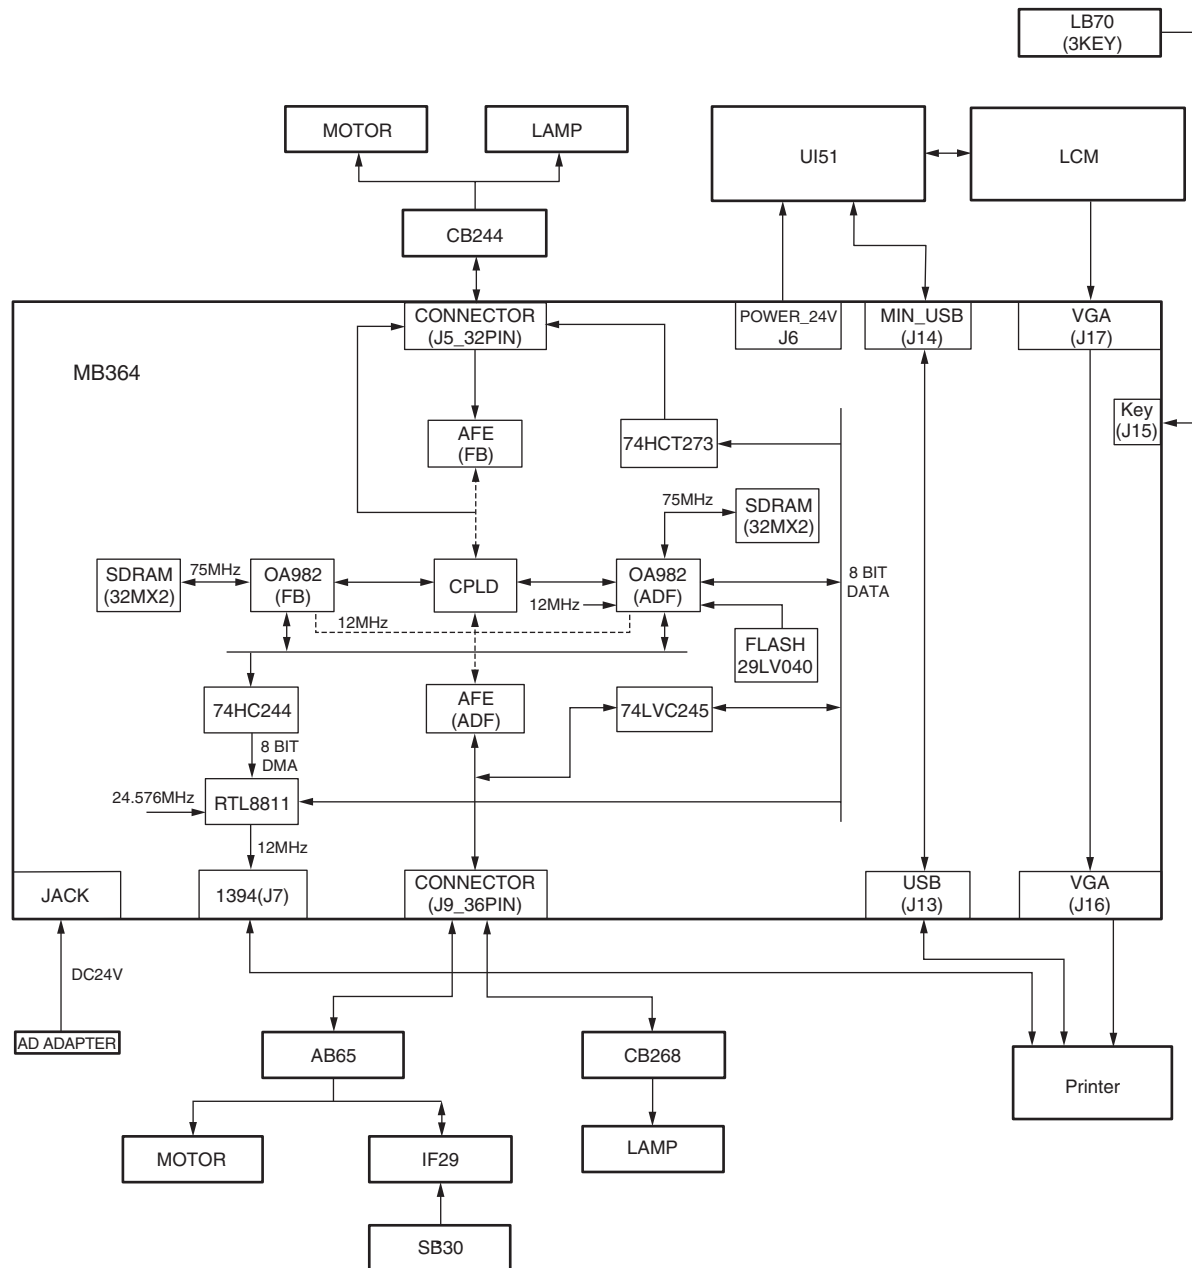 LB70
(3KEY)
MOTOR
LAMP
UI51
LCM
CB244
CONNECTOR
(J5_32PIN)
POWER_24V
J6
MIN_USB
(J14)
VGA
(J17)
MB364
Key
(J15)
AFE
(FB)
74HCT273
75MHz
SDRAM
(32MX2)
SDRAM
(32MX2)
75MHz
OA982
(FB)
CPLD
OA982
(ADF)
8 BIT
DATA
12MHz
12MHz
FLASH
29LV040
74HC244
AFE
(ADF)
74LVC245
8 BIT
DMA
24.576MHz
RTL8811
12MHz
JACK
1394(J7)
CONNECTOR
(J9_36PIN)
USB
(J13)
VGA
(J16)
DC24V
AD ADAPTER
AB65
CB268
Printer
MOTOR
IF29
LAMP
SB30